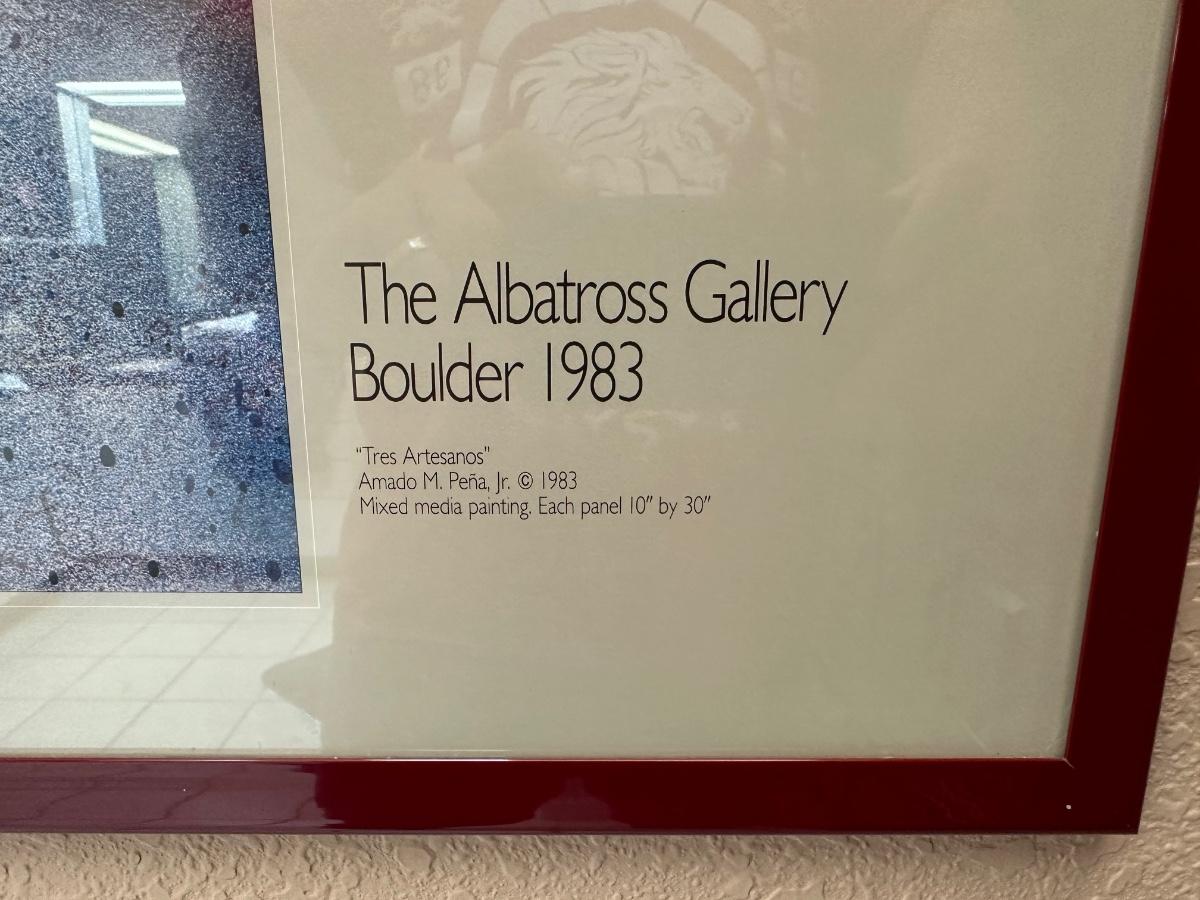 The Albatross Gallery
Boulder 1983
"Tres Artesanos"
Amado M. Peña, Jr. © 1983
Mixed media painting. Each panel 10" by 30"